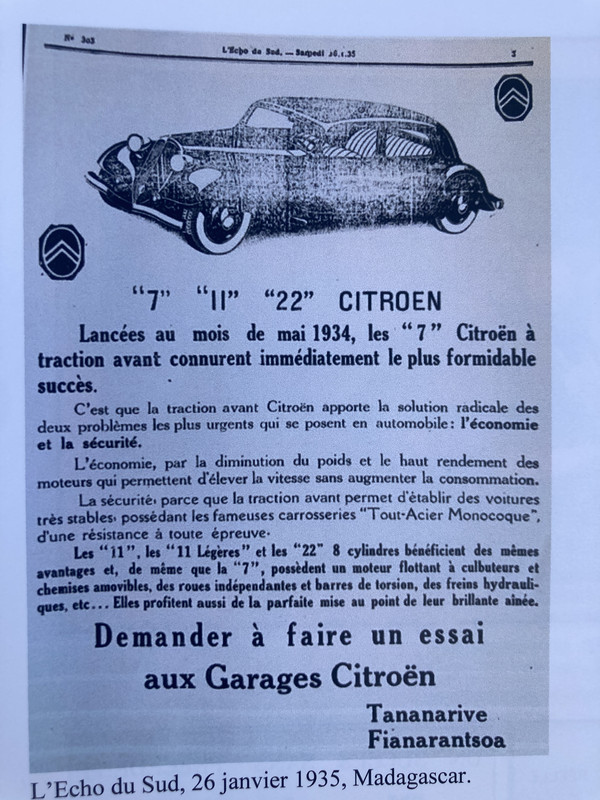 N° 303
L'Echo du Sud. — Samedi 26.1.35
3
"7" "11" "22" CITROEN
Lancées au mois de mai 1934, les "7" Citroën à
traction avant connurent immédiatement le plus formidable
succès.
C'est que la traction avant Citroën apporte la solution radicale des
deux problèmes les plus urgents qui se posent en automobile : l'économie
et la sécurité.
L'économie, par la diminution du poids et le haut rendement des
moteurs qui permettent d'élever la vitesse sans augmenter la consommation.
La sécurité, parce que la traction avant permet d'établir des voitures
très stables, possédant les fameuses carrosseries "Tout-Acier Monocoque",
d'une résistance à toute épreuve.
Les "11", les "11 Légères" et les "22" 8 cylindres bénéficient des mêmes
avantages et, de même que la "7", possèdent un moteur flottant à culbuteurs et
chemises amovibles, des roues indépendantes et barres de torsion, des freins hydrauli-
ques, etc... Elles profitent aussi de la parfaite mise au point de leur brillante aînée.
Demander à faire un essai
aux Garages Citroën
Tananarive
Fianarantsoa
L'Echo du Sud, 26 janvier 1935, Madagascar.